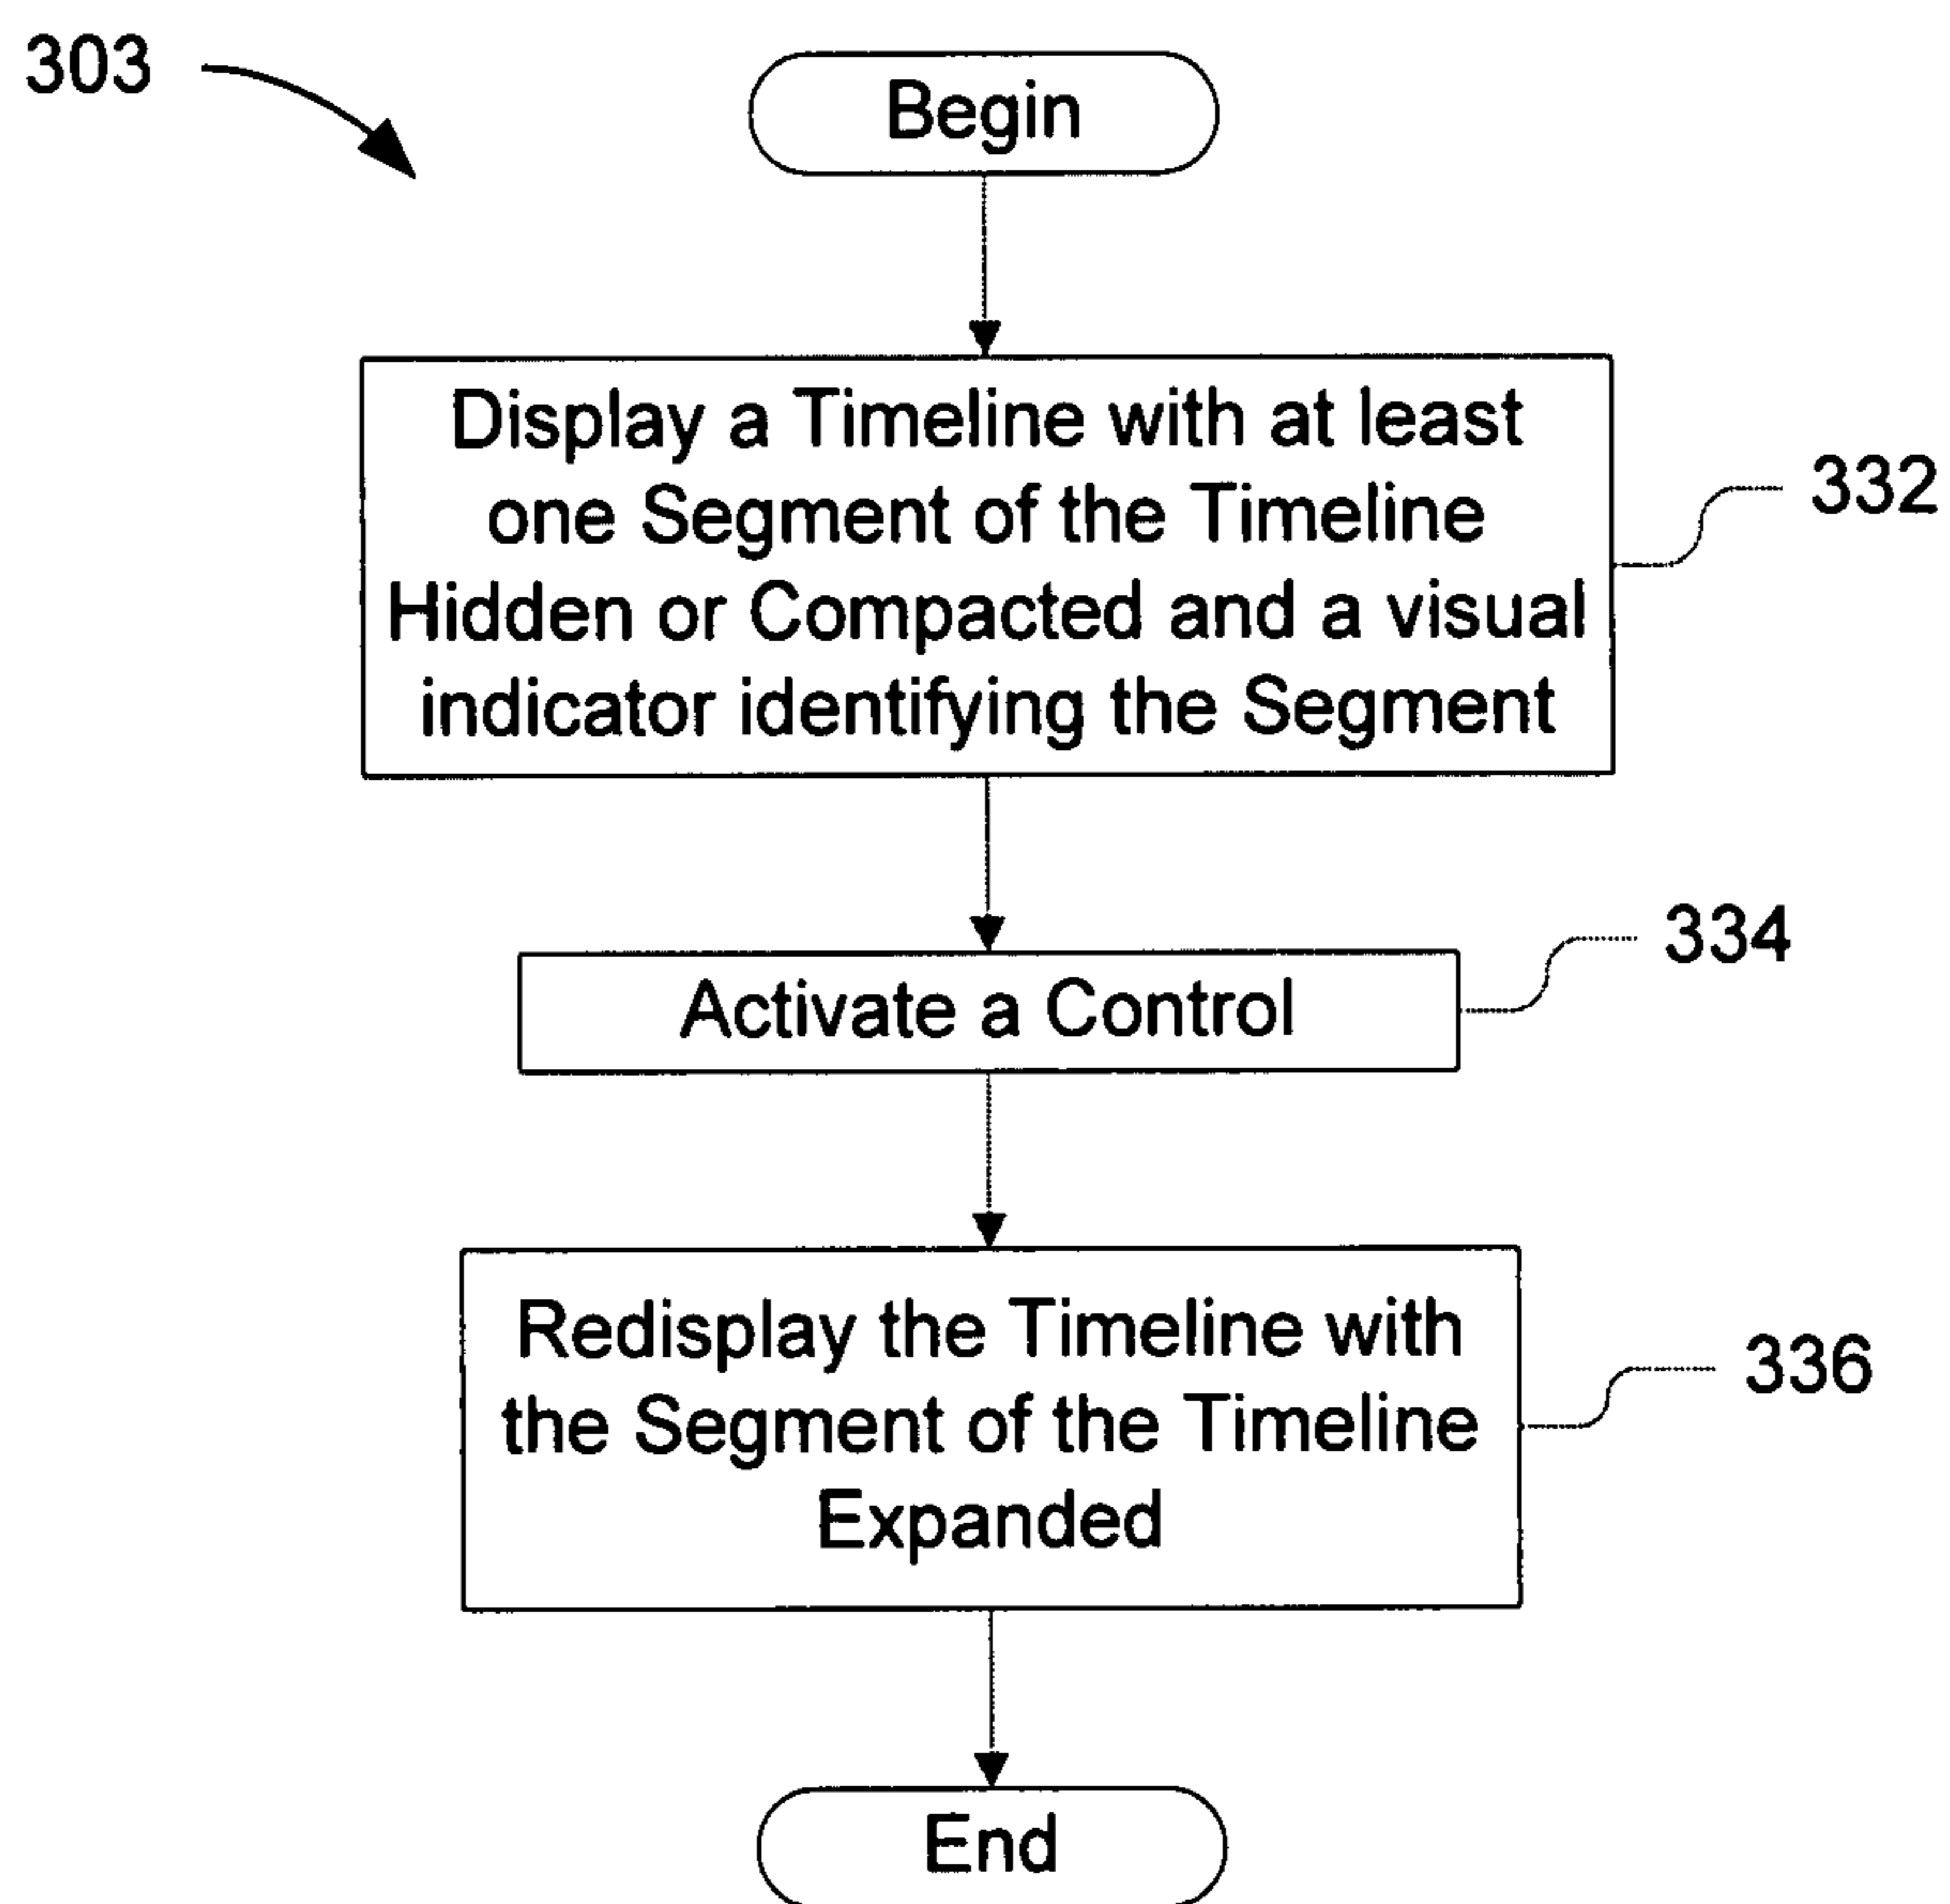 303
Begin
Display a Timeline with at least
one Segment of the Timeline
Hidden or Compacted and a visual
indicator identifying the Segment
332
Activate a Control
334
Redisplay the Timeline with
the Segment of the Timeline
Expanded
336
End